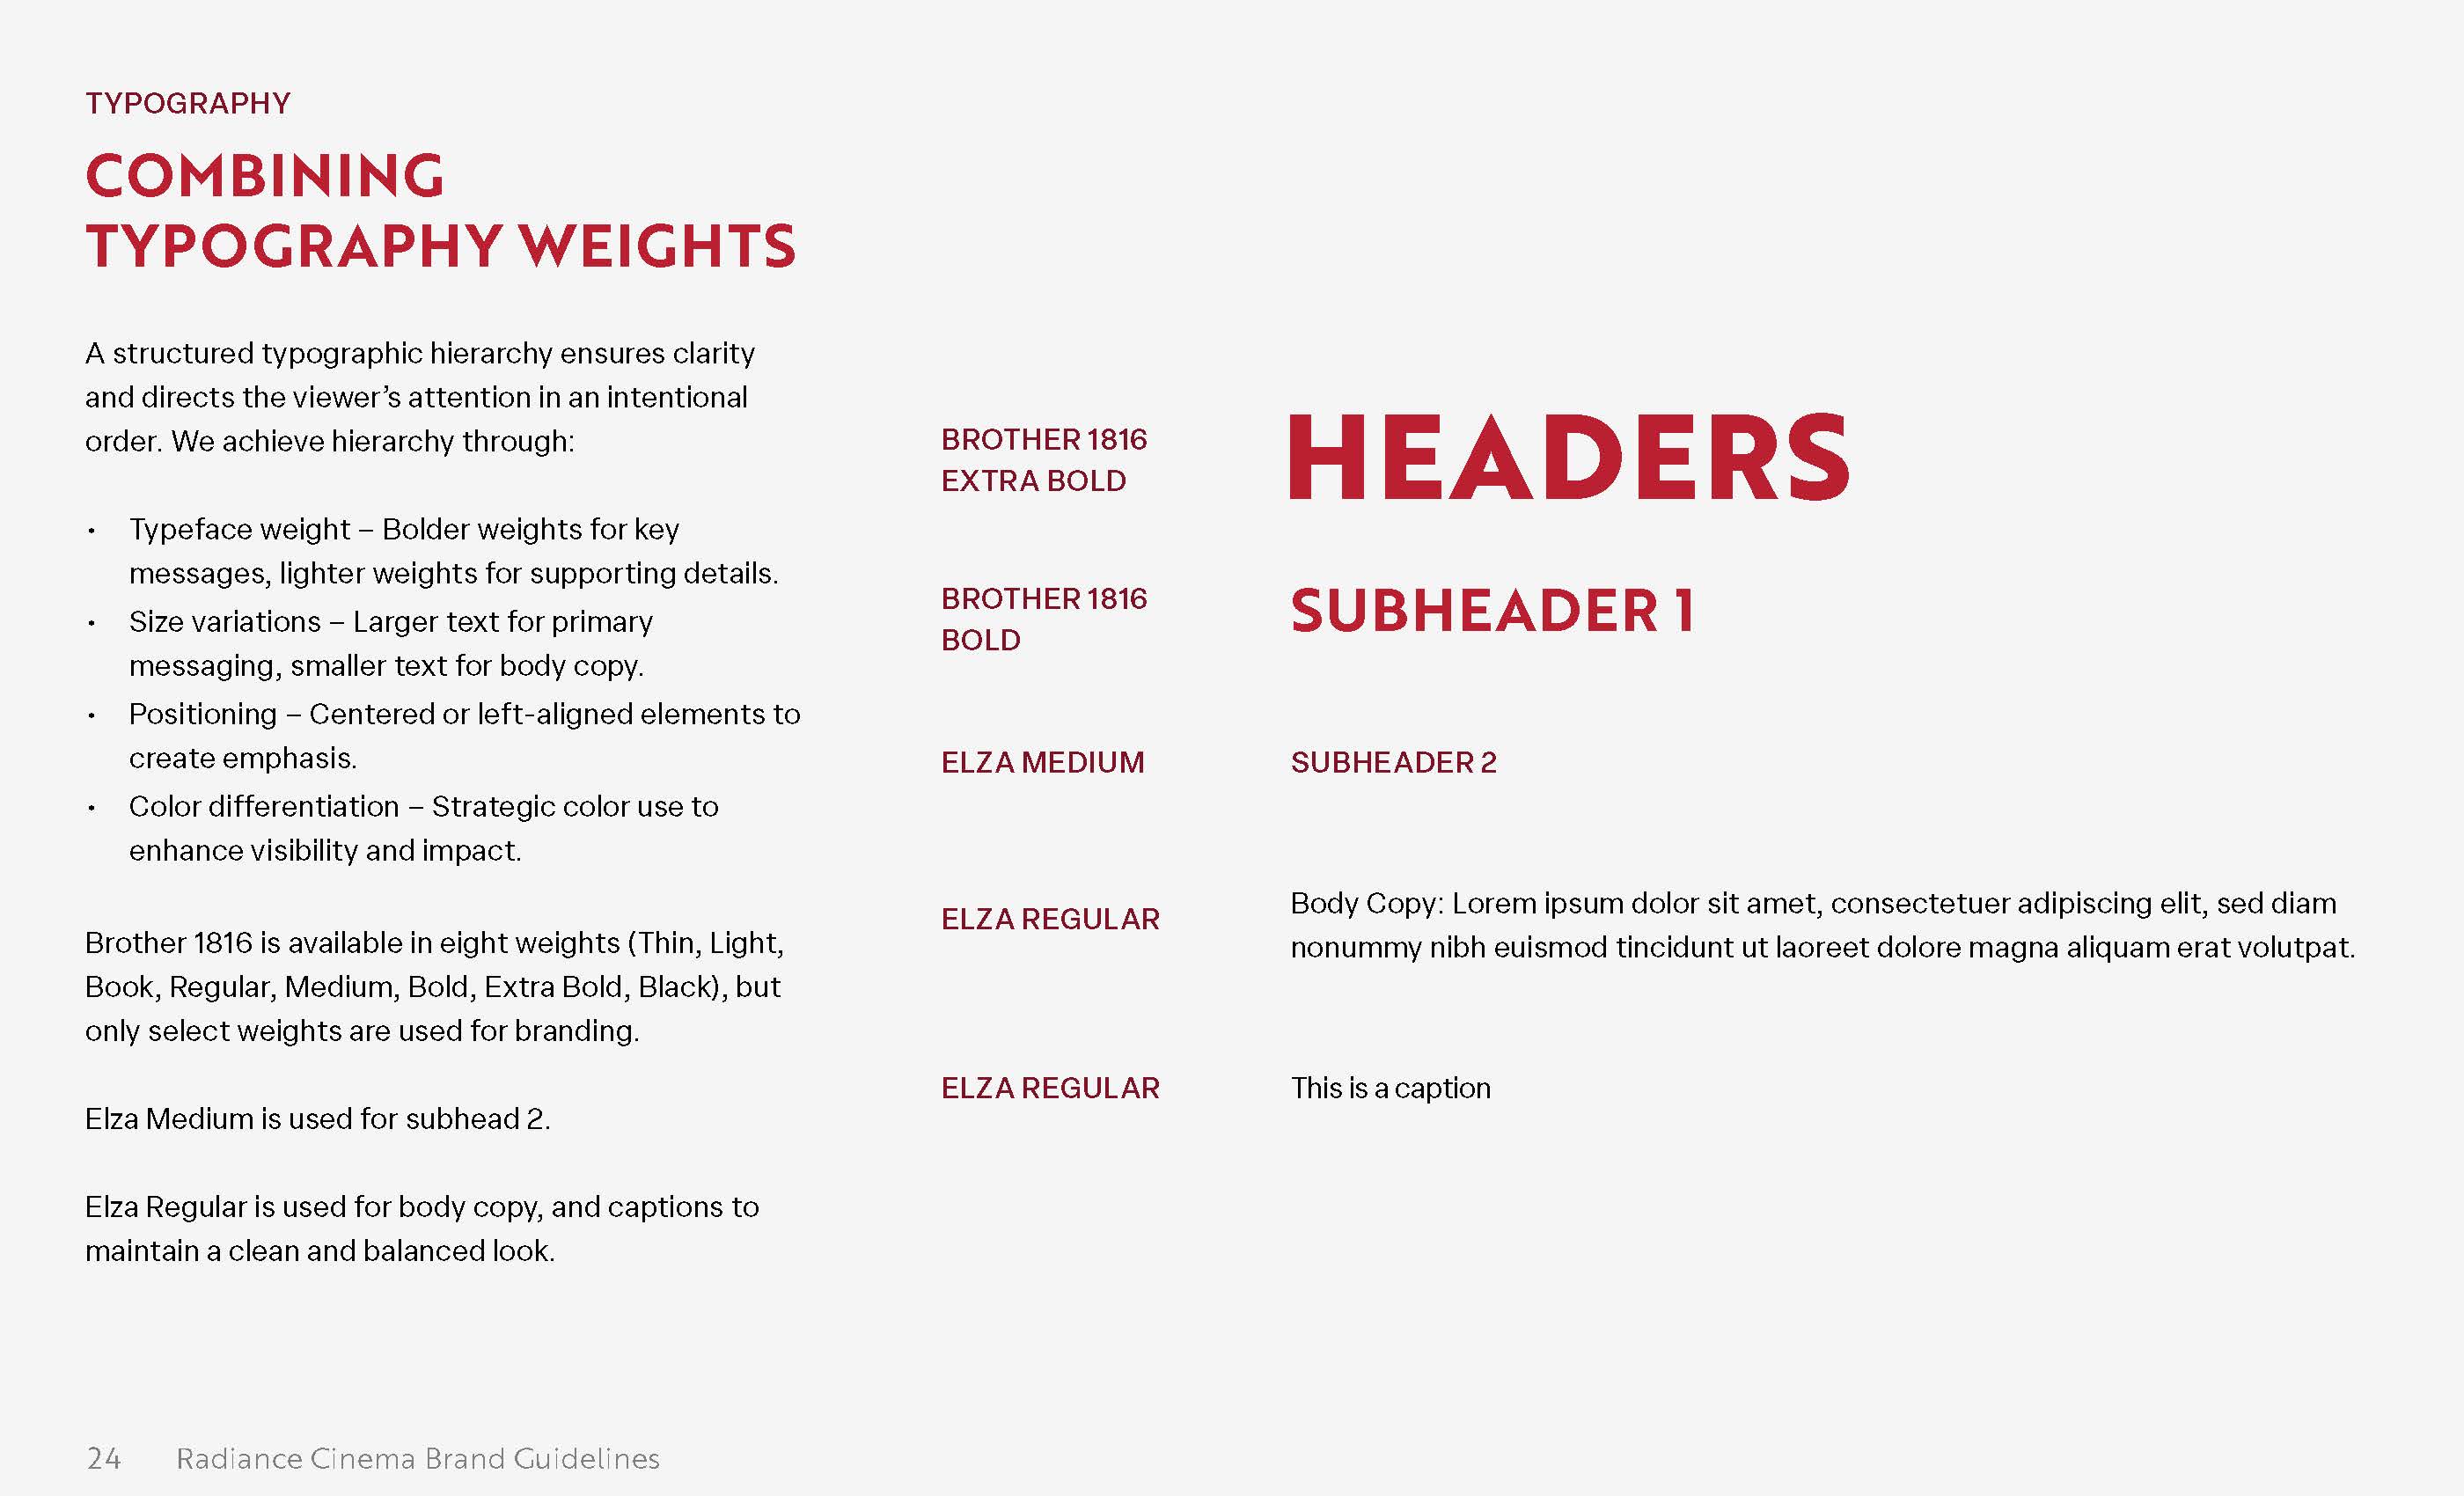 TYPOGRAPHY
COMBINING
TYPOGRAPHY WEIGHTS
A structured typographic hierarchy ensures clarity
and directs the viewer’s attention in an intentional
order. We achieve hierarchy through:
• Typeface weight – Bolder weights for key
messages, lighter weights for supporting details.
• Size variations – Larger text for primary
messaging, smaller text for body copy.
• Positioning – Centered or left-aligned elements to
create emphasis.
• Color differentiation – Strategic color use to
enhance visibility and impact.
Brother 1816 is available in eight weights (Thin, Light,
Book, Regular, Medium, Bold, Extra Bold, Black), but
only select weights are used for branding.
Elza Medium is used for subhead 2.
Elza Regular is used for body copy, and captions to
maintain a clean and balanced look.
BROTHER 1816
EXTRA BOLD
HEADERS
BROTHER 1816
BOLD
SUBHEADER 1
ELZA MEDIUM
SUBHEADER 2
ELZA REGULAR
Body Copy: Lorem ipsum dolor sit amet, consectetuer adipiscing elit, sed diam
nonummy nibh euismod tincidunt ut laoreet dolore magna aliquam erat volutpat.
ELZA REGULAR
This is a caption
24 Radiance Cinema Brand Guidelines